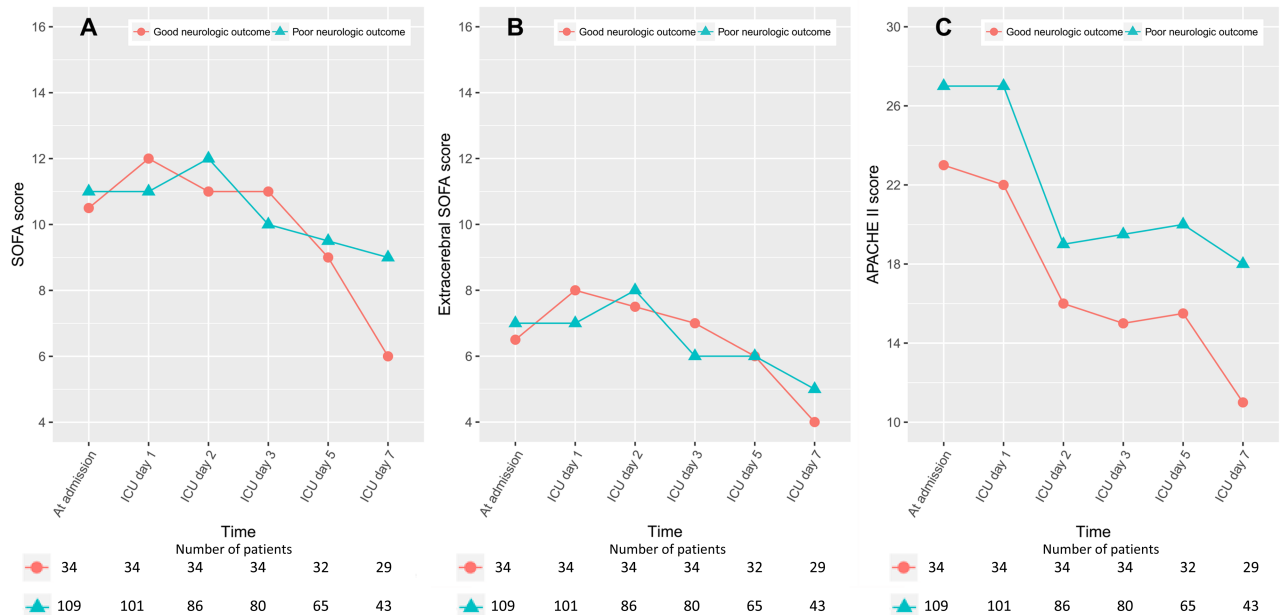 A
Good neurologic outcome
Poor neurologic outcome
16
14
12
10
8
6
4
SOFA score
At admission
ICU day 1
ICU day 2
ICU day 3
ICU day 5
ICU day 7
Time
Number of patients
34 34 34 34 32 29
109 101 86 80 65 43
B
Good neurologic outcome
Poor neurologic outcome
16
14
12
10
8
6
4
Extracerebral SOFA score
At admission
ICU day 1
ICU day 2
ICU day 3
ICU day 5
ICU day 7
Time
Number of patients
34 34 34 34 32 29
109 101 86 80 65 43
C
Good neurologic outcome
Poor neurologic outcome
30
26
22
18
14
10
APACHE II score
At admission
ICU day 1
ICU day 2
ICU day 3
ICU day 5
ICU day 7
Time
Number of patients
34 34 34 34 32 29
109 101 86 80 65 43